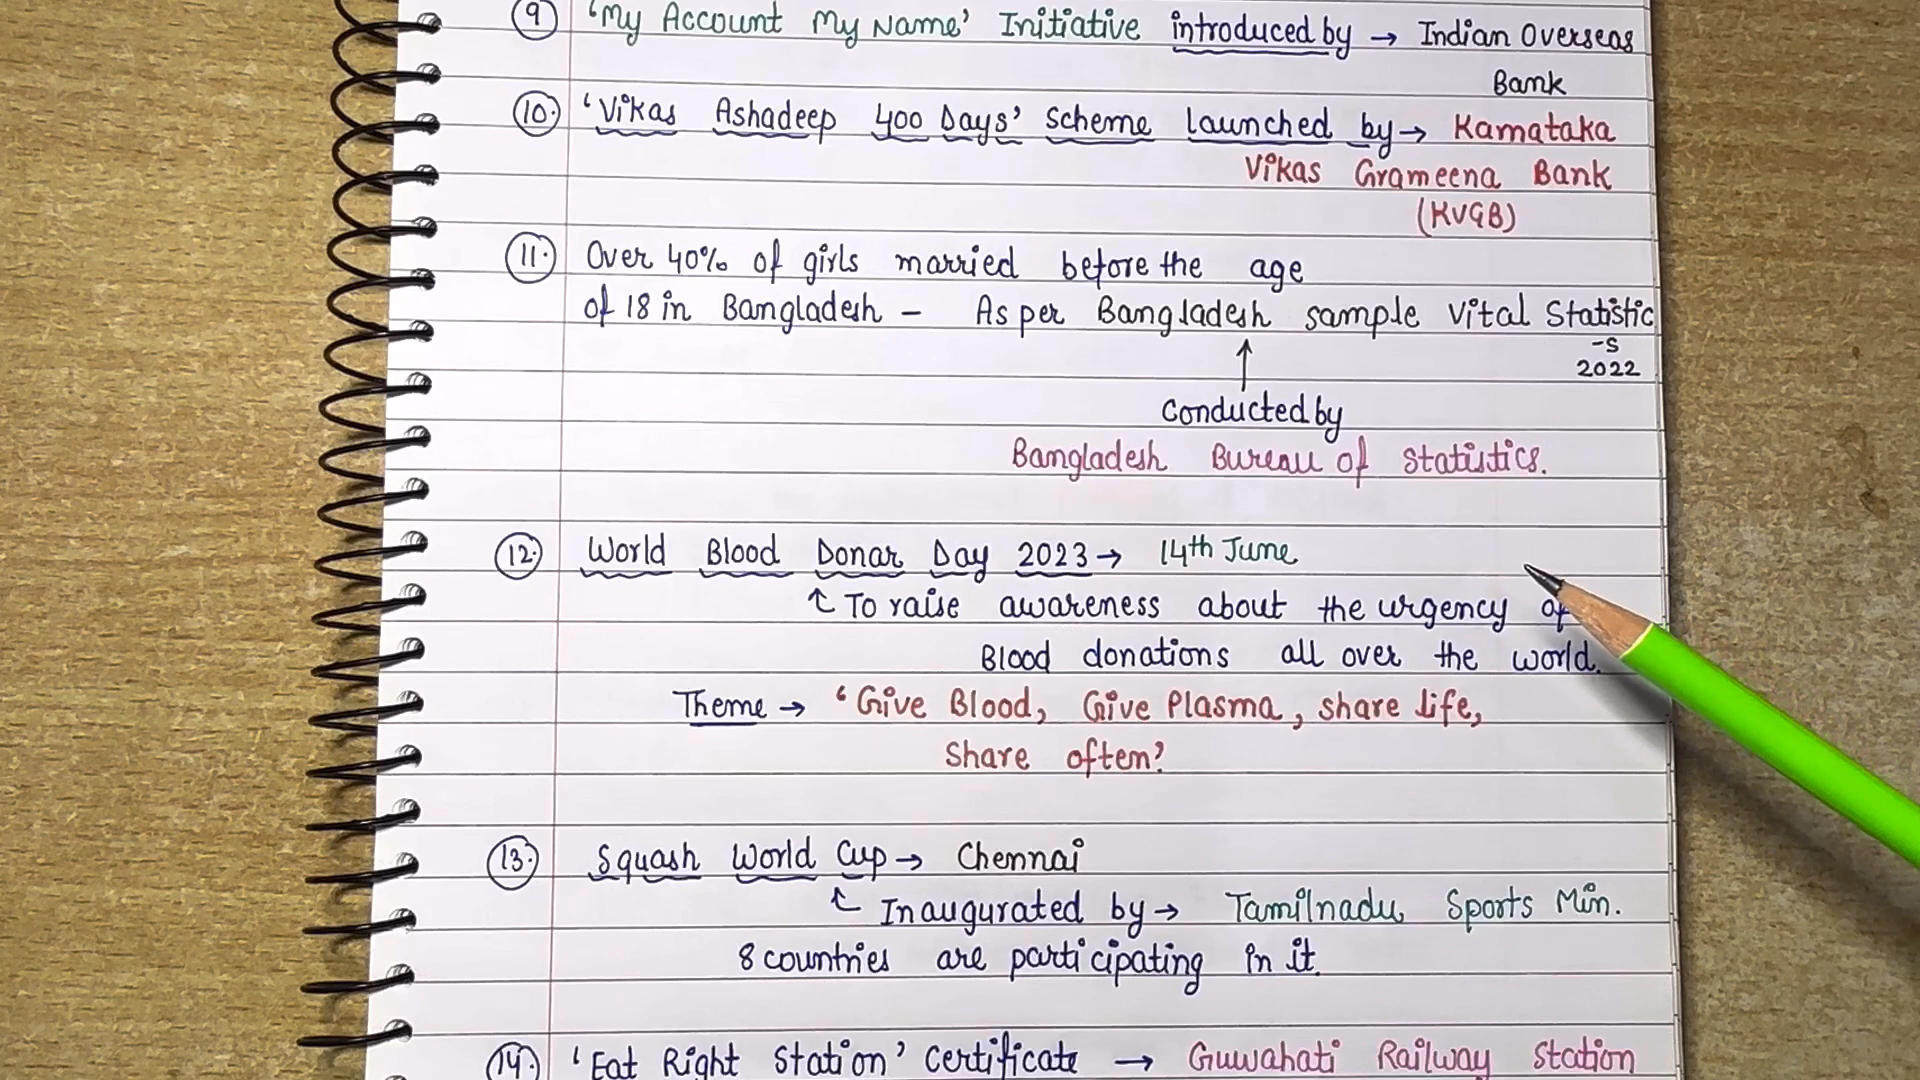 9 'My Account My Name' Initiative introduced by → Indian Overseas
Bank
10. 'Vikas Ashadeep 400 Days' Scheme launched by → Karnataka
Vikas Grameena Bank
(KVGB)
11. Over 40% of girls married before the age
of 18 in Bangladesh - As per Bangladesh sample Vital Statistic
-s
2022
↑
Conducted by
Bangladesh Bureau of Statistics.
12. World Blood Donar Day 2023 → 14th June
To raise awareness about the urgency of
Blood donations all over the world.
Theme → 'Give Blood, Give Plasma, share life,
Share often'.
13. Squash World Cup → Chennai
Inaugurated by → Tamilnadu Sports Min.
8 countries are participating in it.
14. 'Eat Right Station' Certificate → Guwahati Railway Station